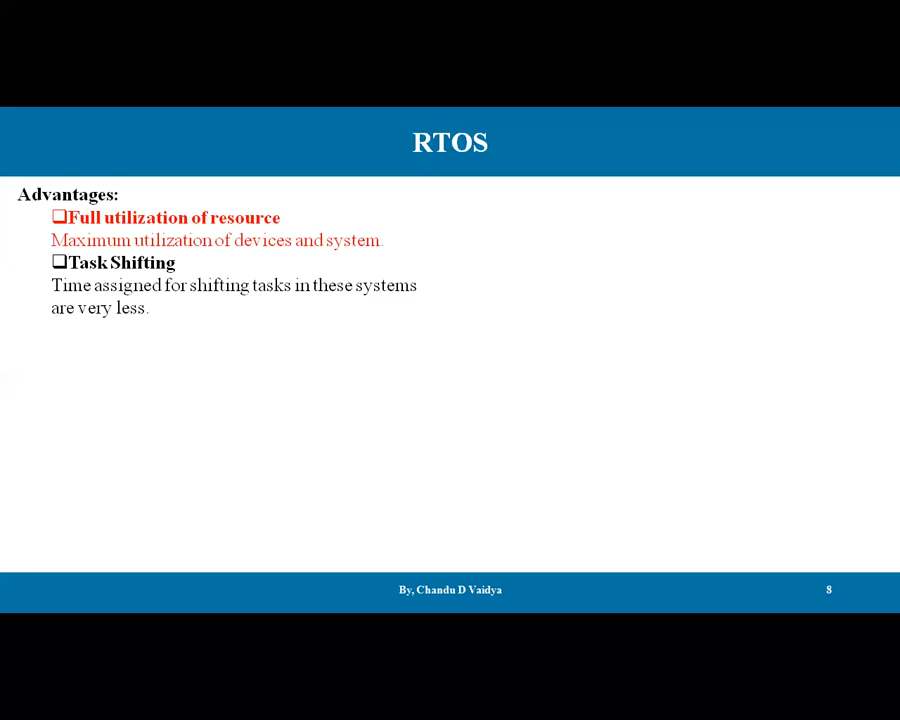 RTOS
Advantages:
❑Full utilization of resource
Maximum utilization of devices and system.
❑Task Shifting
Time assigned for shifting tasks in these systems
are very less.
By, Chandu D Vaidya
8